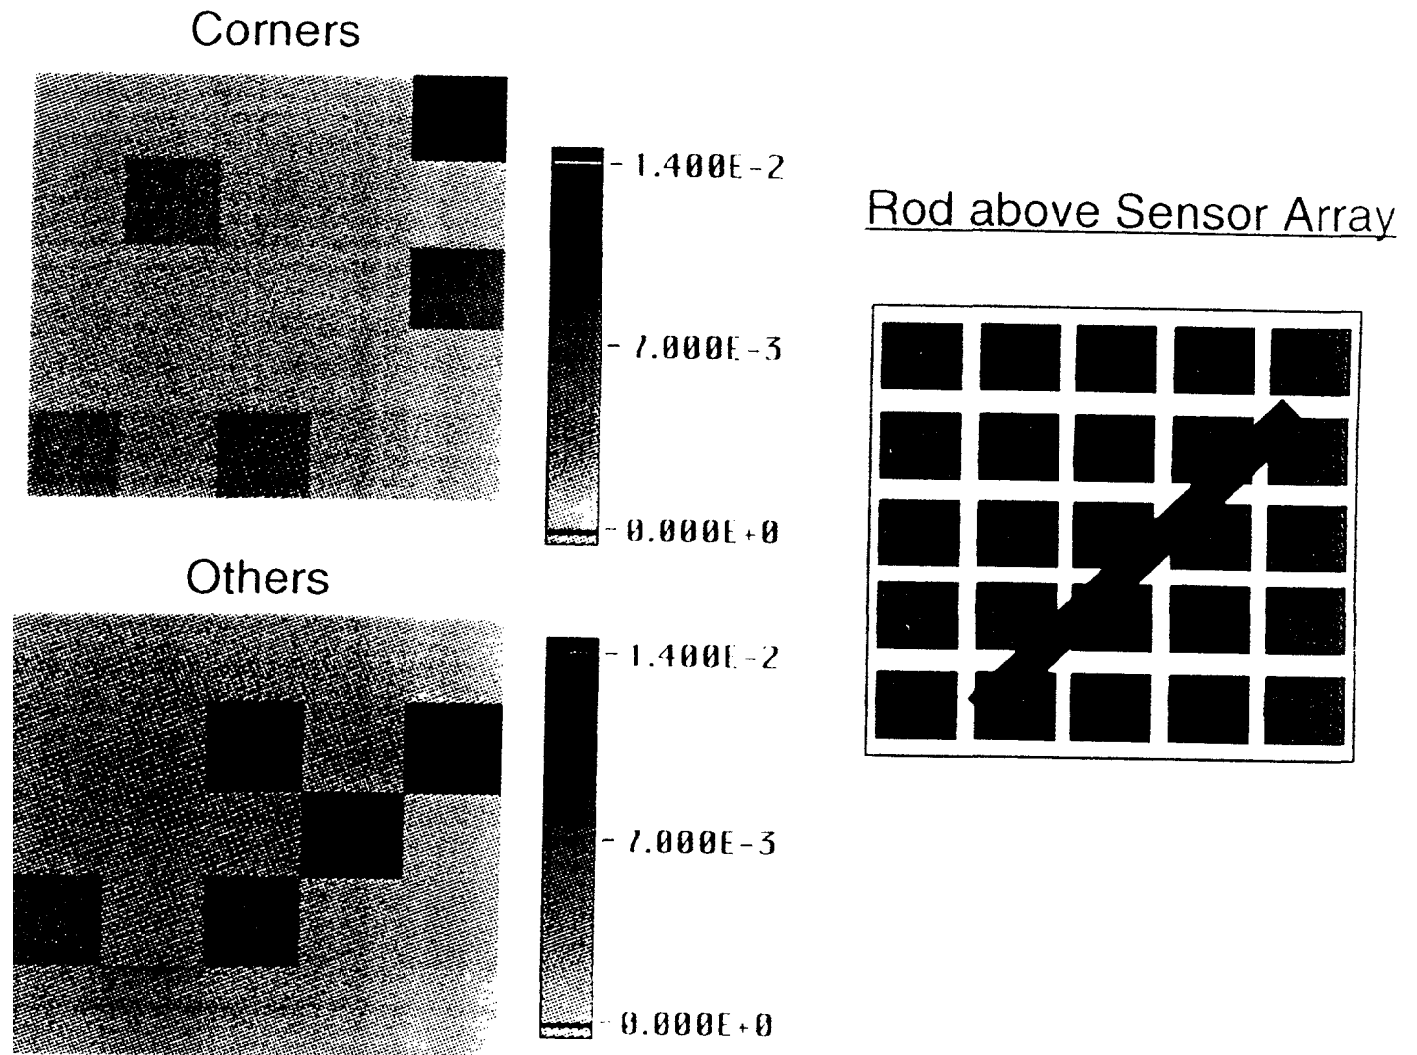 Corners
- 1.400E-2
- 7.000E-3
- 0.000E+0
Rod above Sensor Array
Others
- 1.400E-2
- 7.000E-3
- 0.000E+0